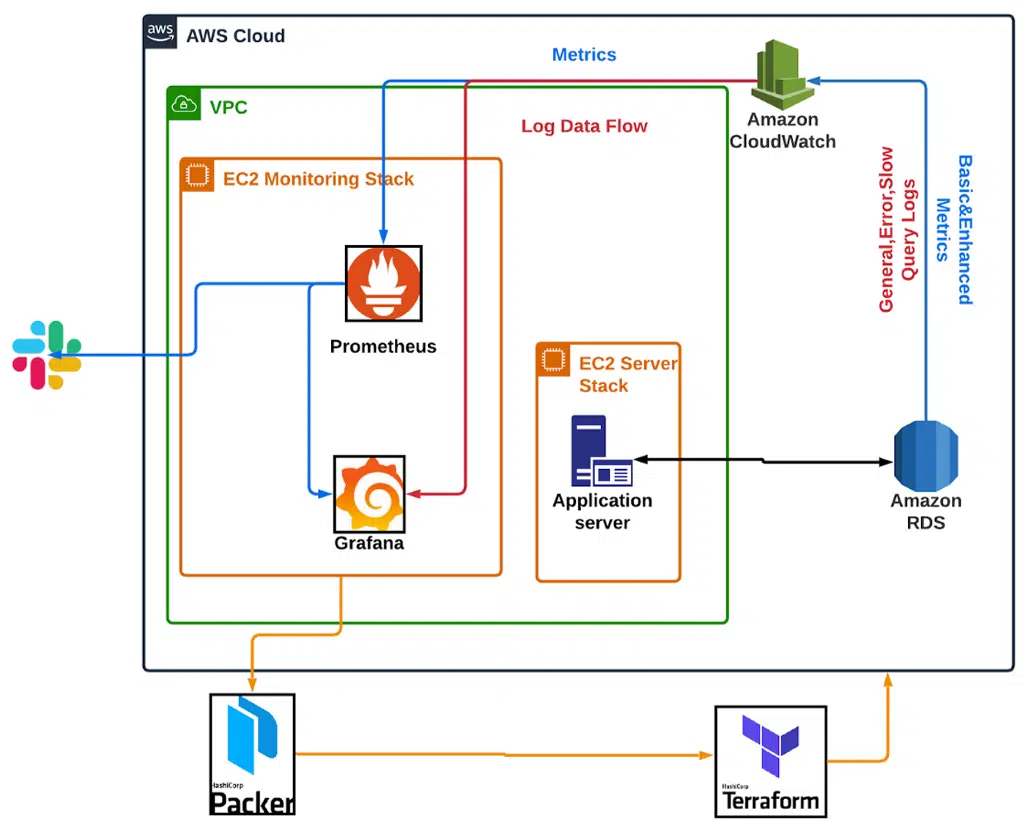 aws
AWS Cloud
Metrics
VPC
Log Data Flow
Amazon
CloudWatch
EC2 Monitoring Stack
General,Error,Slow
Query Logs
Basic&Enhanced
Metrics
Prometheus
EC2 Server
Stack
Application
server
Amazon
RDS
Grafana
HashiCorp
Packer
HashiCorp
Terraform